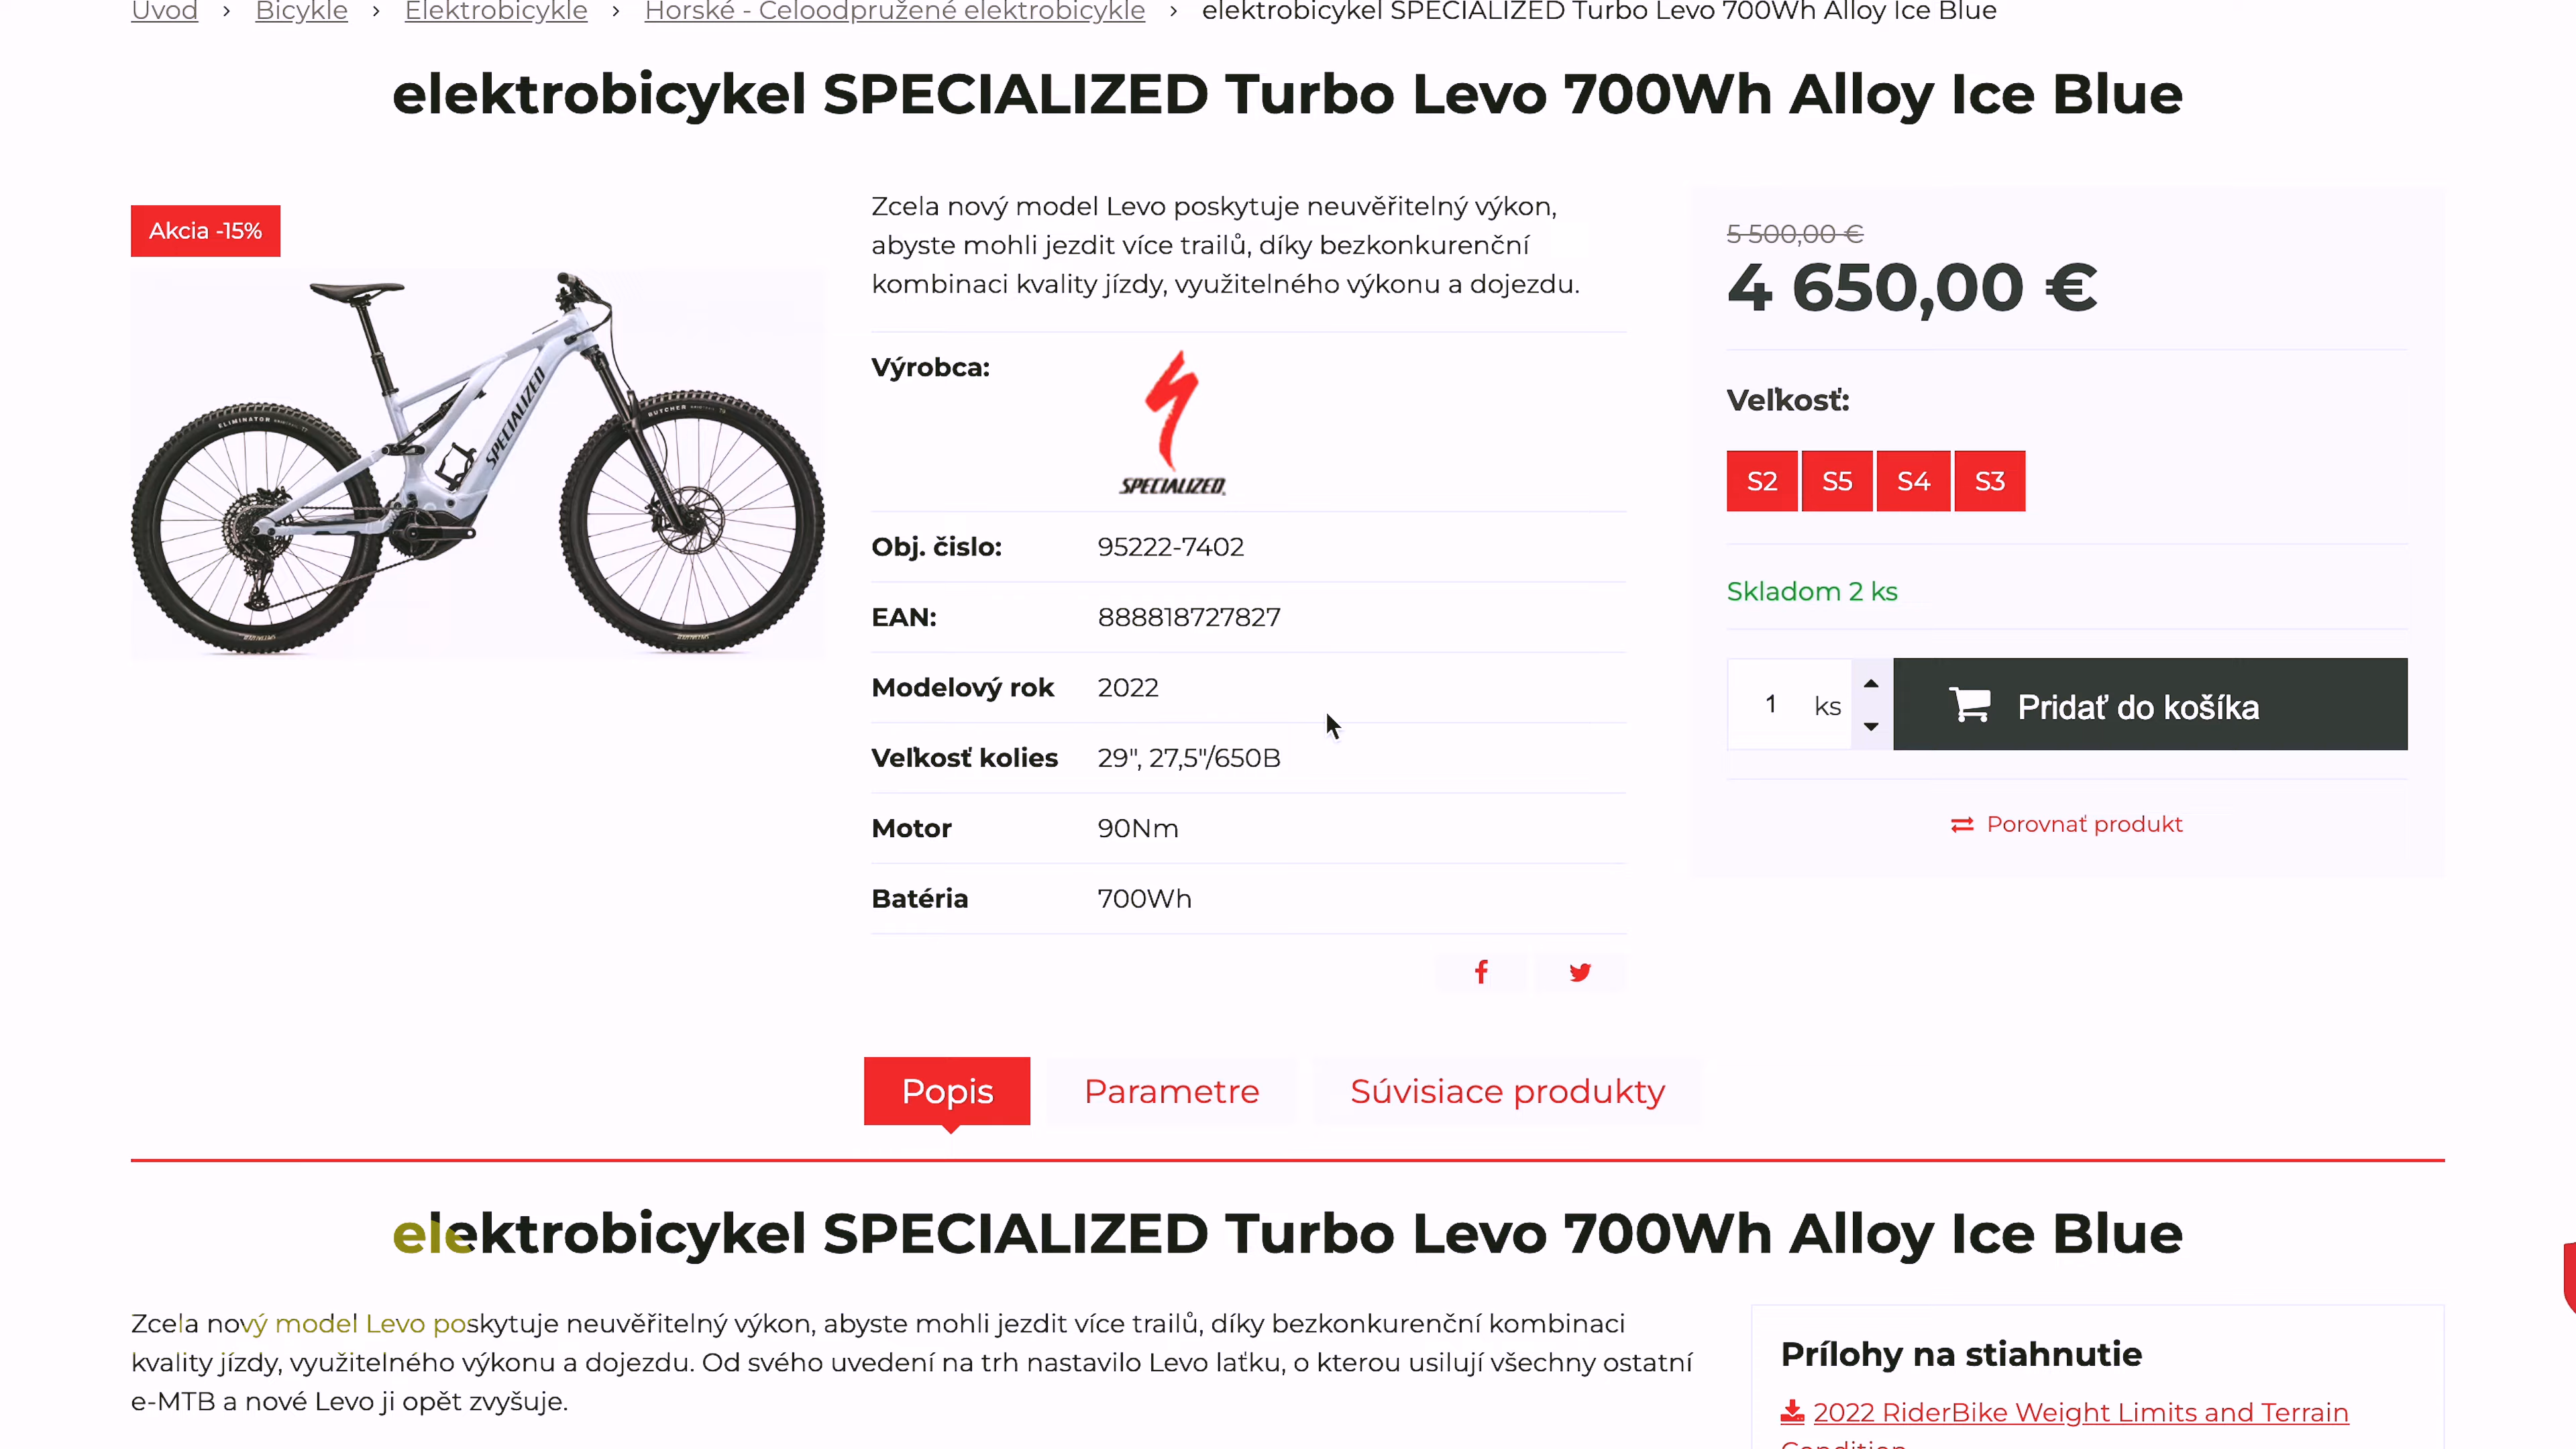 Úvod › Bicykle › Elektrobicykle › Horské - Celoodpružené elektrobicykle › elektrobicykel SPECIALIZED Turbo Levo 700Wh Alloy Ice Blue
elektrobicykel SPECIALIZED Turbo Levo 700Wh Alloy Ice Blue
Akcia -15%
ELIMINATOR
BUTCHER
SPECIALIZED
Zcela nový model Levo poskytuje neuvěřitelný výkon,
abyste mohli jezdit více trailů, díky bezkonkurenční
kombinaci kvality jízdy, využitelného výkonu a dojezdu.
Výrobca:
SPECIALIZED
Obj. čislo: 95222-7402
EAN: 888818727827
Modelový rok 2022
Veľkosť kolies 29", 27,5"/650B
Motor 90Nm
Batéria 700Wh
5 500,00 €
4 650,00 €
Veľkosť:
S2 S5 S4 S3
Skladom 2 ks
1 ks Pridať do košíka
Porovnať produkt
Popis Parametre Súvisiace produkty
elektrobicykel SPECIALIZED Turbo Levo 700Wh Alloy Ice Blue
Zcela nový model Levo poskytuje neuvěřitelný výkon, abyste mohli jezdit více trailů, díky bezkonkurenční kombinaci
kvality jízdy, využitelného výkonu a dojezdu. Od svého uvedení na trh nastavilo Levo laťku, o kterou usilují všechny ostatní
e-MTB a nové Levo ji opět zvyšuje.
Prílohy na stiahnutie
2022 RiderBike Weight Limits and Terrain
Condition